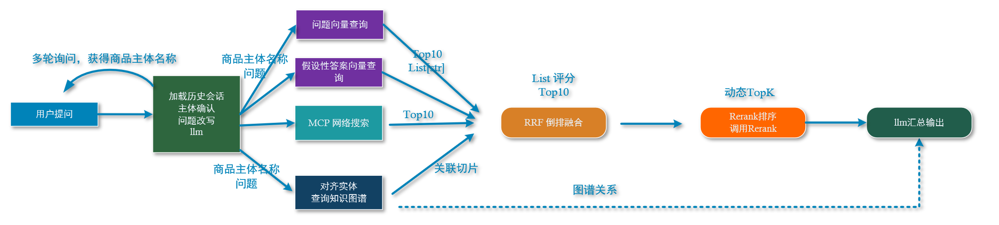 多轮询问，获得商品主体名称
用户提问
加载历史会话
主体确认
问题改写
llm
商品主体名称
问题
商品主体名称
问题
问题向量查询
假设性答案向量查
询
MCP 网络搜索
对齐实体
查询知识图谱
Top10
List[str]
Top10
关联切片
List 评分
Top10
RRF 倒排融合
图谱关系
动态TopK
Rerank排序
调用Rerank
llm汇总输出